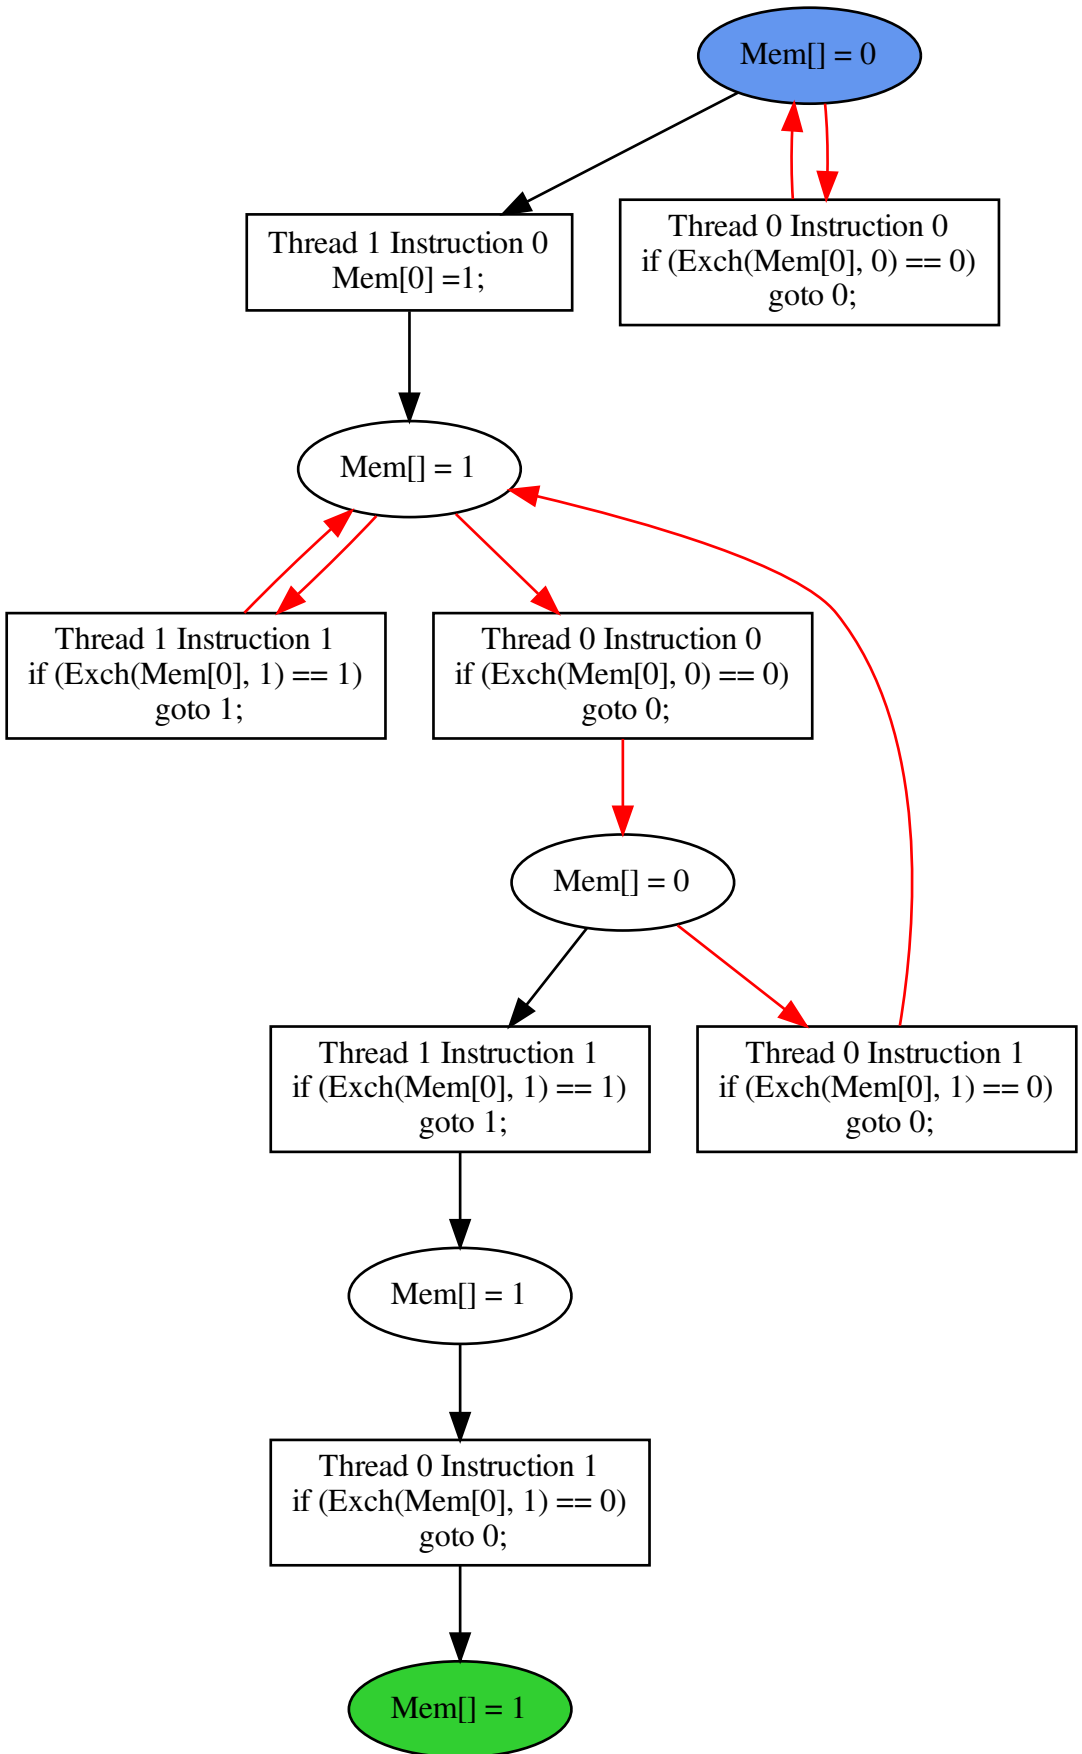 Mem[] = 0
Thread 1 Instruction 0
Mem[0] =1;
Thread 0 Instruction 0
if (Exch(Mem[0], 0) == 0)
goto 0;
Mem[] = 1
Thread 1 Instruction 1
if (Exch(Mem[0], 1) == 1)
goto 1;
Thread 0 Instruction 0
if (Exch(Mem[0], 0) == 0)
goto 0;
Mem[] = 0
Thread 1 Instruction 1
if (Exch(Mem[0], 1) == 1)
goto 1;
Thread 0 Instruction 1
if (Exch(Mem[0], 1) == 0)
goto 0;
Mem[] = 1
Thread 0 Instruction 1
if (Exch(Mem[0], 1) == 0)
goto 0;
Mem[] = 1